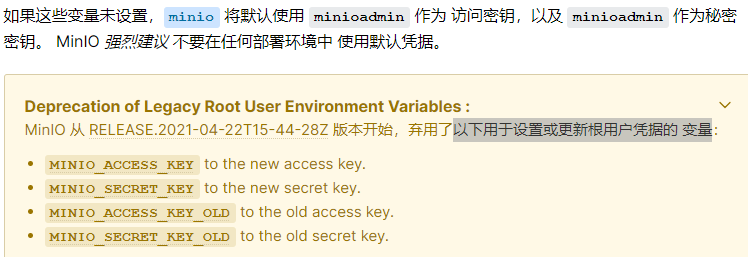 如果这些变量未设置，minio 将默认使用 minioadmin 作为 访问密钥，以及 minioadmin 作为秘密
密钥。 MinIO 强烈建议 不要在任何部署环境中 使用默认凭据。
Deprecation of Legacy Root User Environment Variables :
MinIO 从 RELEASE.2021-04-22T15-44-28Z 版本开始，弃用了以下用于设置或更新根用户凭据的 变量：
• MINIO_ACCESS_KEY to the new access key.
• MINIO_SECRET_KEY to the new secret key.
• MINIO_ACCESS_KEY_OLD to the old access key.
• MINIO_SECRET_KEY_OLD to the old secret key.